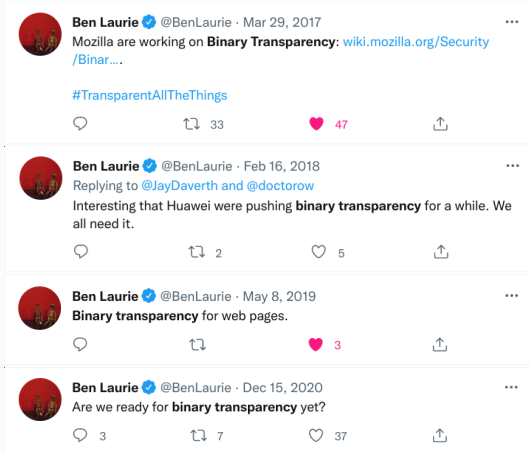 Ben Laurie @BenLaurie · Mar 29, 2017
Mozilla are working on Binary Transparency: wiki.mozilla.org/Security
/Binar….
#TransparentAllTheThings
33 47
Ben Laurie @BenLaurie · Feb 16, 2018
Replying to @JayDaverth and @doctorow
Interesting that Huawei were pushing binary transparency for a while. We
all need it.
2 5
Ben Laurie @BenLaurie · May 8, 2019
Binary transparency for web pages.
3
Ben Laurie @BenLaurie · Dec 15, 2020
Are we ready for binary transparency yet?
3 7 37